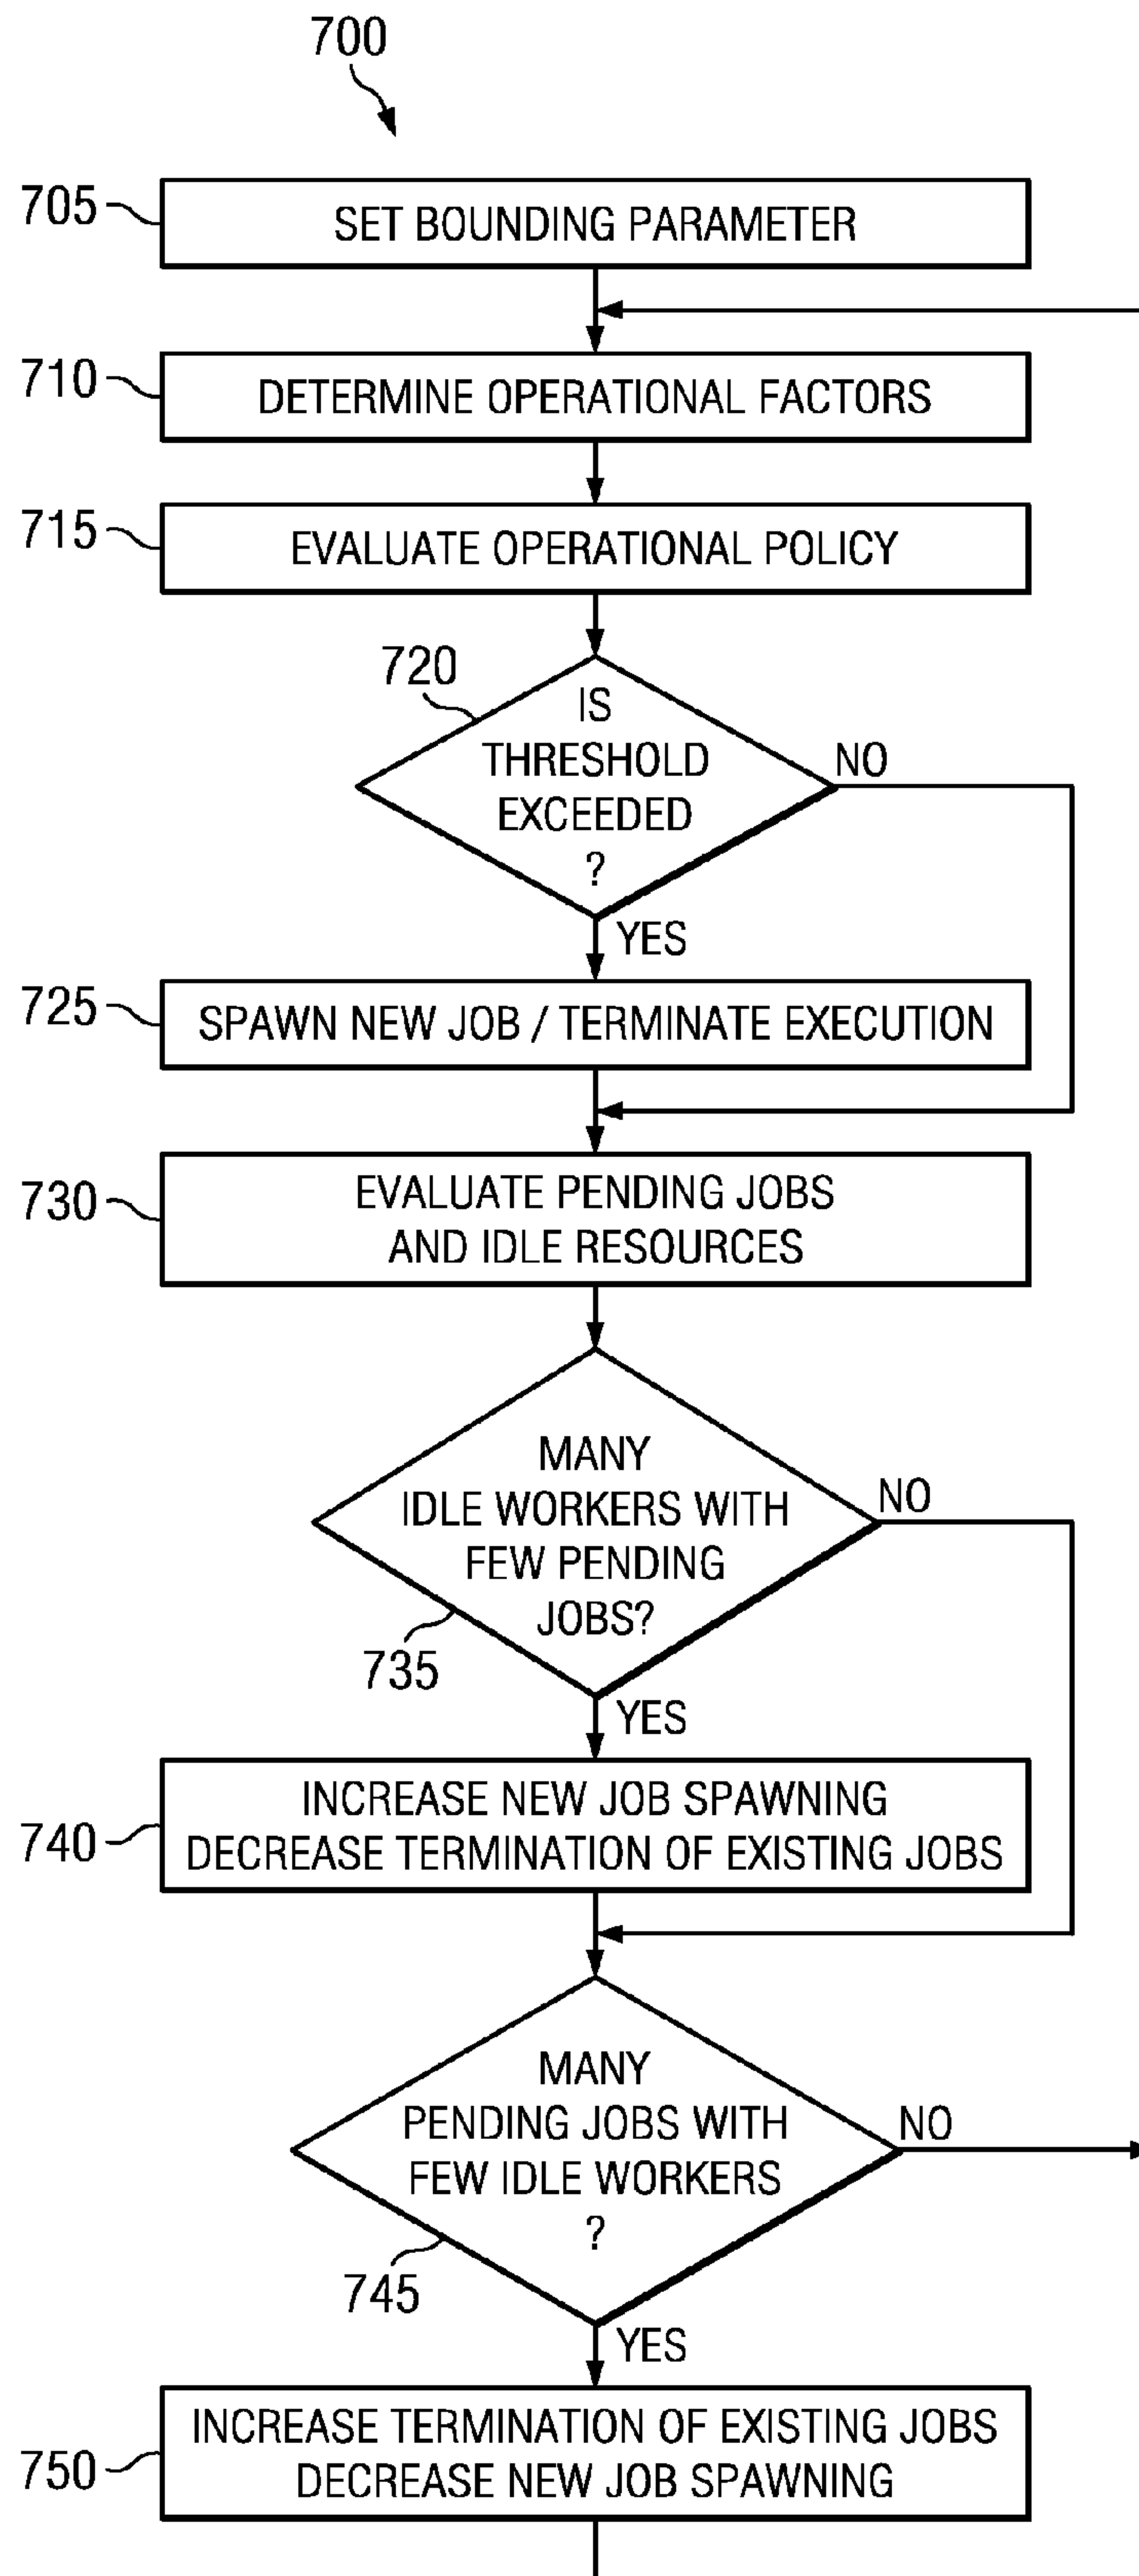 700
705
SET BOUNDING PARAMETER
710
DETERMINE OPERATIONAL FACTORS
715
EVALUATE OPERATIONAL POLICY
720
IS
THRESHOLD
EXCEEDED
?
NO
YES
725
SPAWN NEW JOB / TERMINATE EXECUTION
730
EVALUATE PENDING JOBS
AND IDLE RESOURCES
MANY
IDLE WORKERS WITH
FEW PENDING
JOBS?
NO
735
YES
740
INCREASE NEW JOB SPAWNING
DECREASE TERMINATION OF EXISTING JOBS
MANY
PENDING JOBS WITH
FEW IDLE WORKERS
?
NO
745
YES
750
INCREASE TERMINATION OF EXISTING JOBS
DECREASE NEW JOB SPAWNING